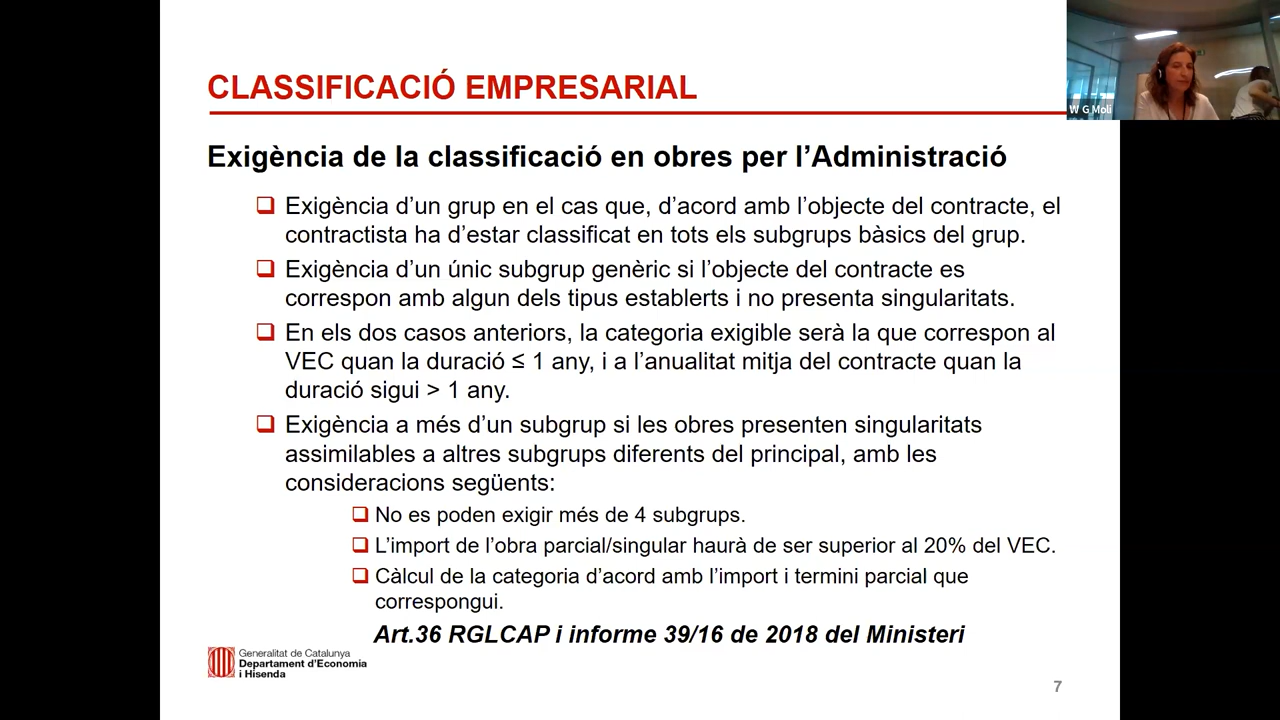 CLASSIFICACIÓ EMPRESARIAL
W G Moli
Exigència de la classificació en obres per l’Administració
Exigència d’un grup en el cas que, d’acord amb l’objecte del contracte, el
contractista ha d’estar classificat en tots els subgrups bàsics del grup.
Exigència d’un únic subgrup genèric si l’objecte del contracte es
correspon amb algun dels tipus establerts i no presenta singularitats.
En els dos casos anteriors, la categoria exigible serà la que correspon al
VEC quan la duració ≤ 1 any, i a l’anualitat mitja del contracte quan la
duració sigui > 1 any.
Exigència a més d’un subgrup si les obres presenten singularitats
assimilables a altres subgrups diferents del principal, amb les
consideracions següents:
No es poden exigir més de 4 subgrups.
L’import de l’obra parcial/singular haurà de ser superior al 20% del VEC.
Càlcul de la categoria d’acord amb l’import i termini parcial que
correspongui.
Art.36 RGLCAP i informe 39/16 de 2018 del Ministeri
Generalitat de Catalunya
Departament d’Economia
i Hisenda
7